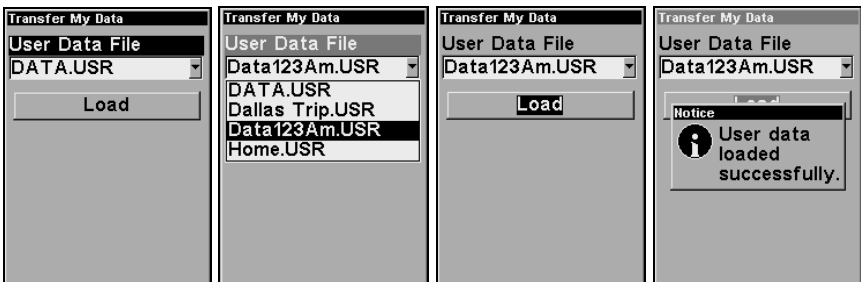 Transfer My Data
User Data File
DATA.USR
Load
Transfer My Data
User Data File
Data123Am.USR
DATA.USR
Dallas Trip.USR
Data123Am.USR
Home.USR
Transfer My Data
User Data File
Data123Am.USR
Load
Transfer My Data
User Data File
Data123Am.USR
Load
Notice
User data
loaded
successfully.